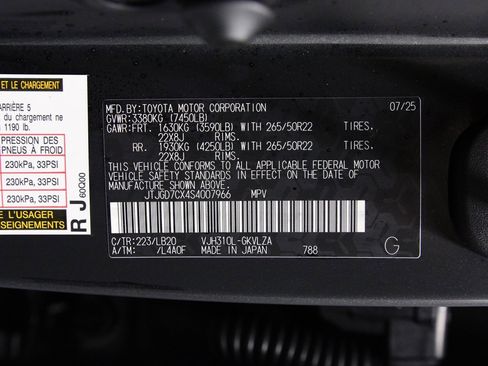 ET LE CHARGEMENT
ARRIÈRE 5
du chargement ne
1190 lb.
PRESSION DES
PNEUS À FROID
230kPa, 33PSI
230kPa, 33PSI
230kPa, 33PSI
L'USAGER
ENSEIGNEMENTS
R J 60Q00
MFD.BY:TOYOTA MOTOR CORPORATION 07/25
GVWR:3380KG (7450LB)
GAWR:FRT. 1630KG (3590LB) WITH 265/50R22 TIRES.
22X8J RIMS.
RR. 1930KG (4250LB) WITH 265/50R22 TIRES.
22X8J RIMS.
THIS VEHICLE CONFORMS TO ALL APPLICABLE FEDERAL MOTOR
VEHICLE SAFETY STANDARDS IN EFFECT ON THE DATE OF
MANUFACTURE SHOWN ABOVE.
JTJGD7CX4S4007966 MPV
C/TR:223/LB20 VJH310L-GKVLZA
A/TM: /L4A0F MADE IN JAPAN 788 G